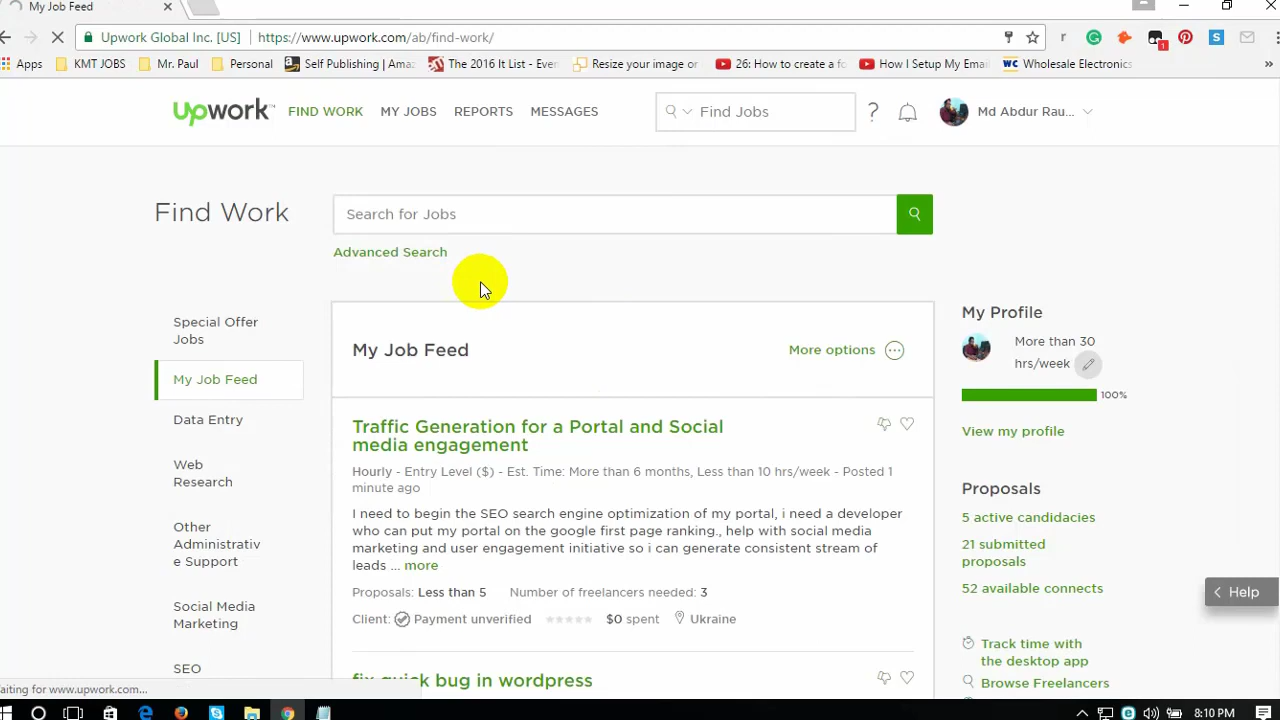 My Job Feed
Upwork Global Inc. [US] https://www.upwork.com/ab/find-work/
Apps KMT JOBS Mr. Paul Personal Self Publishing | Ama: The 2016 It List - Even Resize your image or 26: How to create a fo How I Setup My Email Wholesale Electronics »
Upwork FIND WORK MY JOBS REPORTS MESSAGES Find Jobs ? Md Abdur Rau...
Find Work
Search for Jobs
Advanced Search
Special Offer
Jobs
My Job Feed
Data Entry
Web
Research
Other
Administrativ
e Support
Social Media
Marketing
SEO
My Job Feed More options
Traffic Generation for a Portal and Social
media engagement
Hourly - Entry Level ($) - Est. Time: More than 6 months, Less than 10 hrs/week - Posted 1
minute ago
I need to begin the SEO search engine optimization of my portal, i need a developer
who can put my portal on the google first page ranking., help with social media
marketing and user engagement initiative so i can generate consistent stream of
leads ... more
Proposals: Less than 5 Number of freelancers needed: 3
Client: Payment unverified $0 spent Ukraine
fix quick bug in wordpress
My Profile
More than 30
hrs/week
100%
View my profile
Proposals
5 active candidacies
21 submitted
proposals
52 available connects
Help
Track time with
the desktop app
Browse Freelancers
aiting for www.upwork.com...
8:10 PM